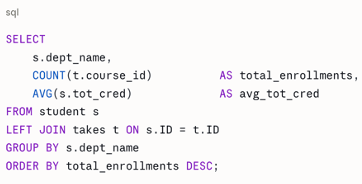 sql
SELECT
s.dept_name,
COUNT(t.course_id) AS total_enrollments,
AVG(s.tot_cred) AS avg_tot_cred
FROM student s
LEFT JOIN takes t ON s.ID = t.ID
GROUP BY s.dept_name
ORDER BY total_enrollments DESC;